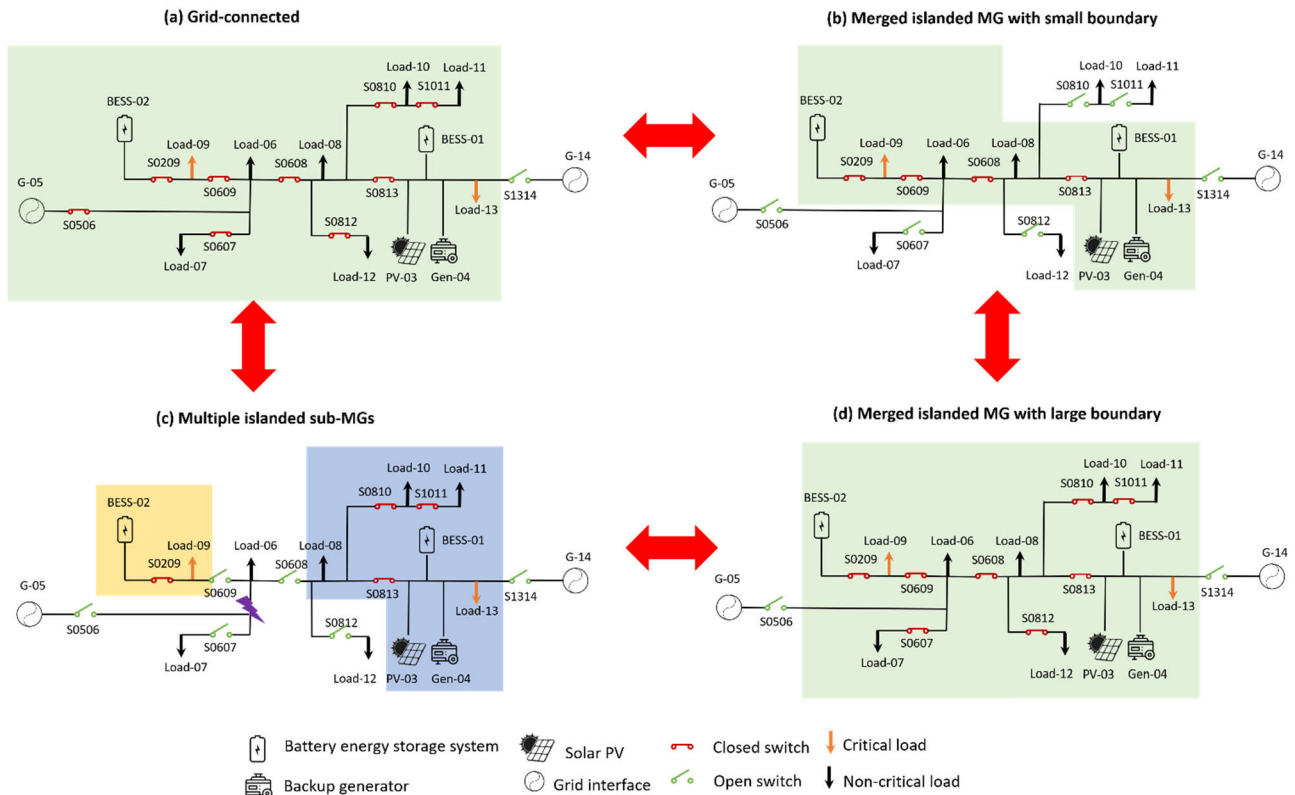 (a) Grid-connected
Load-10
Load-11
S0810
S1011
BESS-02
BESS-01
Load-09
Load-06
Load-08
G-14
S0209
S0608
G-05
S0609
S0813
S1314
Load-13
S0506
S0812
S0607
Load-07
Load-12
PV-03
Gen-04
(b) Merged islanded MG with small boundary
Load-10
Load-11
S0810
S1011
BESS-02
BESS-01
Load-09
Load-06
Load-08
G-14
S0209
S0608
G-05
S0609
S0813
S1314
Load-13
S0506
S0812
S0607
Load-07
Load-12
PV-03
Gen-04
(c) Multiple islanded sub-MGs
Load-10
Load-11
S0810
S1011
BESS-02
BESS-01
Load-09
Load-06
Load-08
G-14
S0209
S0608
G-05
S0609
S0813
S1314
Load-13
S0506
S0812
S0607
Load-07
Load-12
PV-03
Gen-04
(d) Merged islanded MG with large boundary
Load-10
Load-11
S0810
S1011
BESS-02
BESS-01
Load-09
Load-06
Load-08
G-14
S0209
S0608
G-05
S0609
S0813
S1314
Load-13
S0506
S0812
S0607
Load-07
Load-12
PV-03
Gen-04
Battery energy storage system
Solar PV
Closed switch
Critical load
Backup generator
Grid interface
Open switch
Non-critical load